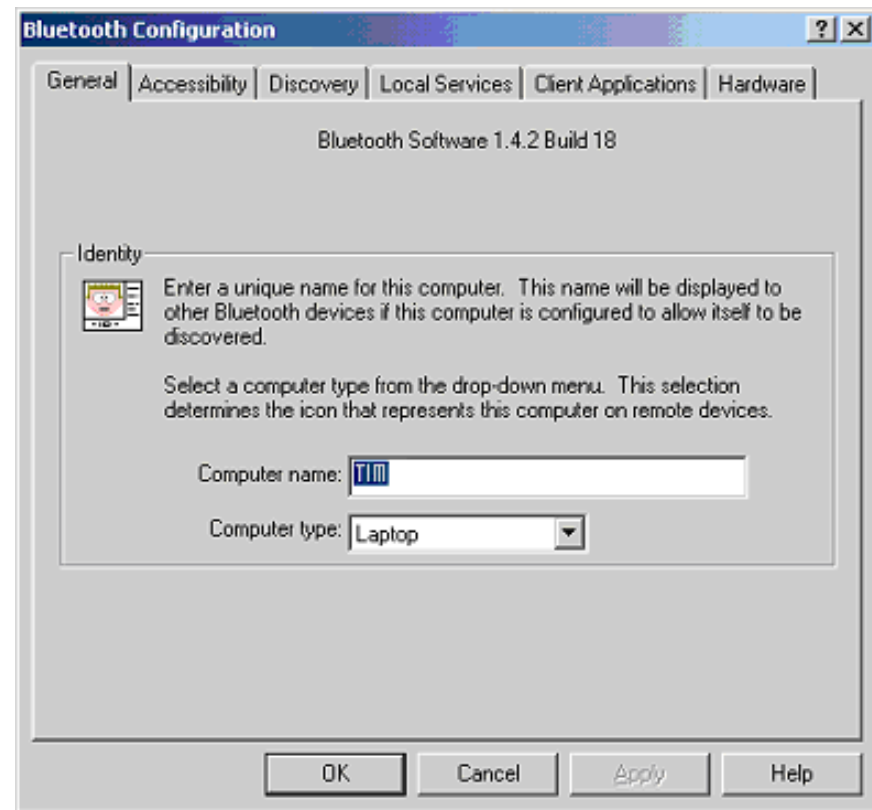 Bluetooth Configuration
General Accessibility Discovery Local Services Client Applications Hardware
Bluetooth Software 1.4.2 Build 18
Identity
Enter a unique name for this computer. This name will be displayed to
other Bluetooth devices if this computer is configured to allow itself to be
discovered.
Select a computer type from the drop-down menu. This selection
determines the icon that represents this computer on remote devices.
Computer name: TIM
Computer type: Laptop
OK Cancel Apply Help